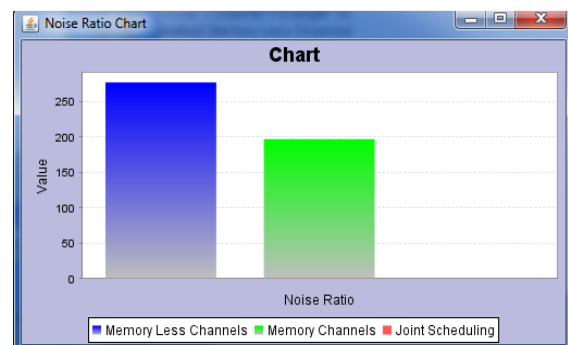 Noise Ratio Chart
Chart
Value
250
200
150
100
50
0
Noise Ratio
Memory Less Channels Memory Channels Joint Scheduling